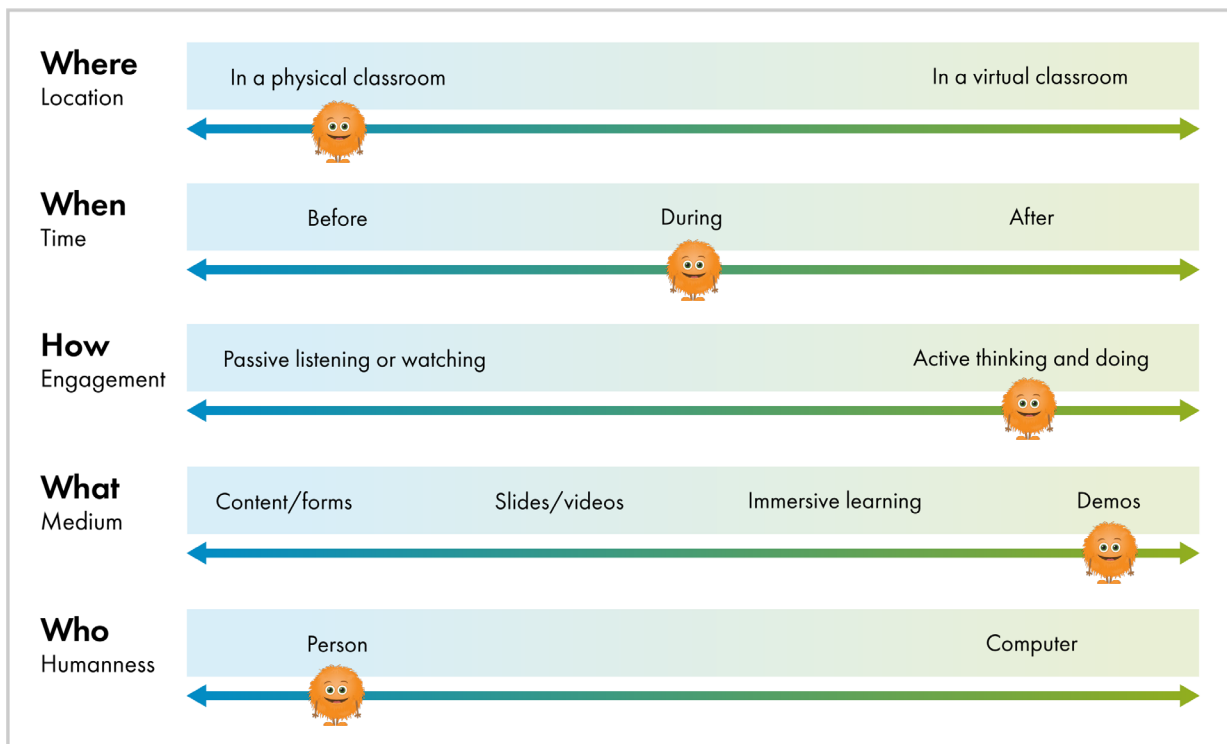 Where
Location
In a physical classroom
In a virtual classroom
When
Time
Before
During
After
How
Engagement
Passive listening or watching
Active thinking and doing
What
Medium
Content/forms
Slides/videos
Immersive learning
Demos
Who
Humanness
Person
Computer